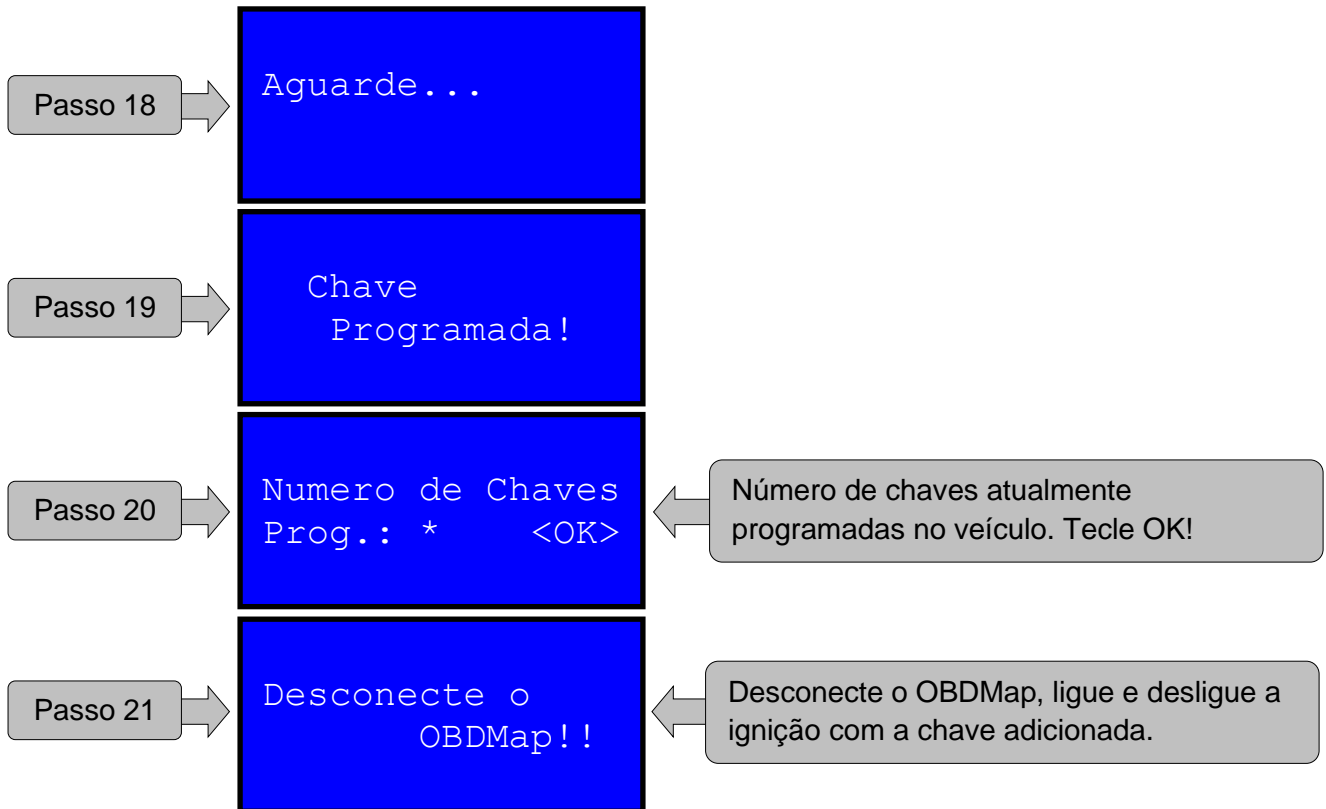 Passo 18
Aguarde...
Passo 19
Chave
Programada!
Passo 20
Numero de Chaves
Prog.: * <OK>
Número de chaves atualmente
programadas no veículo. Tecle OK!
Passo 21
Desconecte o
OBDMap!!
Desconecte o OBDMap, ligue e desligue a
ignição com a chave adicionada.